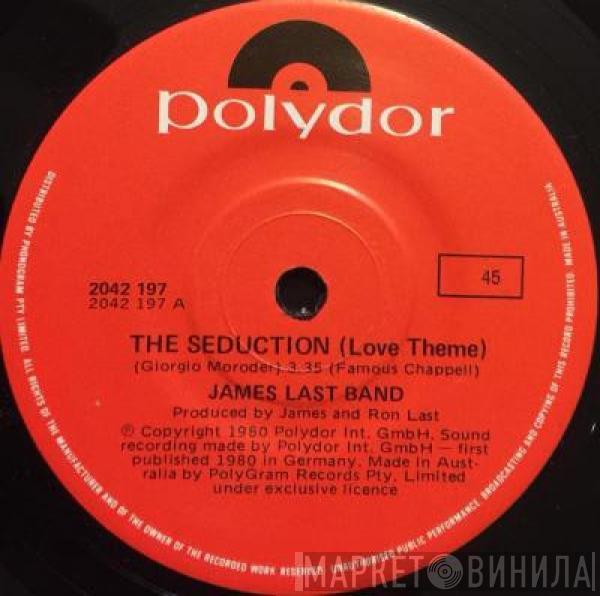 polydor
2042 197
2042 197 A
45
THE SEDUCTION (Love Theme)
(Giorgio Moroder) 3.35 (Famous Chappell)
JAMES LAST BAND
Produced by James and Ron Last
℗ Copyright 1980 Polydor Int. GmbH. Sound
recording made by Polydor Int. GmbH — first
published 1980 in Germany. Made in Aust-
ralia by PolyGram Records Pty. Limited
under exclusive licence
DISTRIBUTED BY PHONOGRAM PTY LIMITED. ALL RIGHTS OF THE MANUFACTURER AND OF THE OWNER OF THE RECORDED WORK RESERVED. UNAUTHORISED PUBLIC PERFORMANCE, BROADCASTING AND COPYING OF THIS RECORD PROHIBITED. MADE IN AUSTRALIA
МАРКЕТ ВИНИЛА